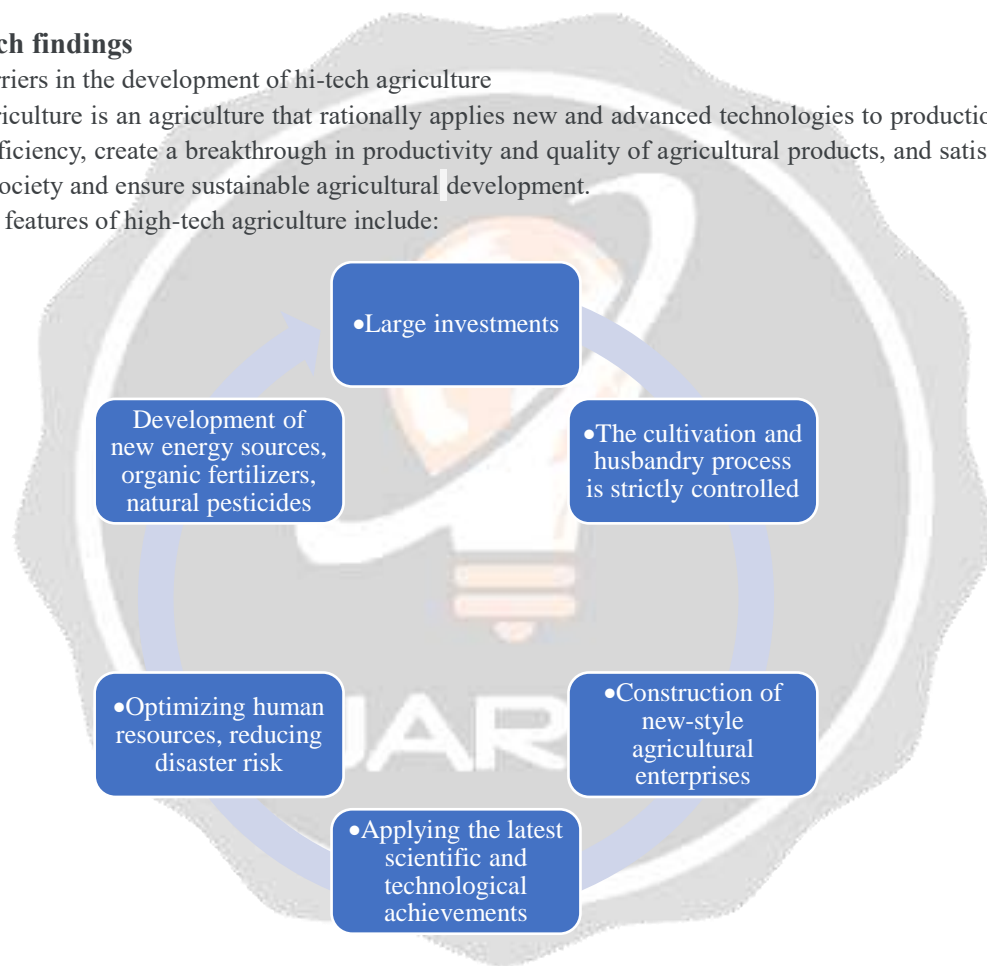 ch findings
rriers in the development of hi-tech agriculture
riculture is an agriculture that rationally applies new and advanced technologies to productio
ficiency, create a breakthrough in productivity and quality of agricultural products, and satis
ociety and ensure sustainable agricultural development.
features of high-tech agriculture include:
•Large investments
•The cultivation and
husbandry process
is strictly controlled
•Construction of
new-style
agricultural
enterprises
•Applying the latest
scientific and
technological
achievements
•Optimizing human
resources, reducing
disaster risk
Development of
new energy sources,
organic fertilizers,
natural pesticides